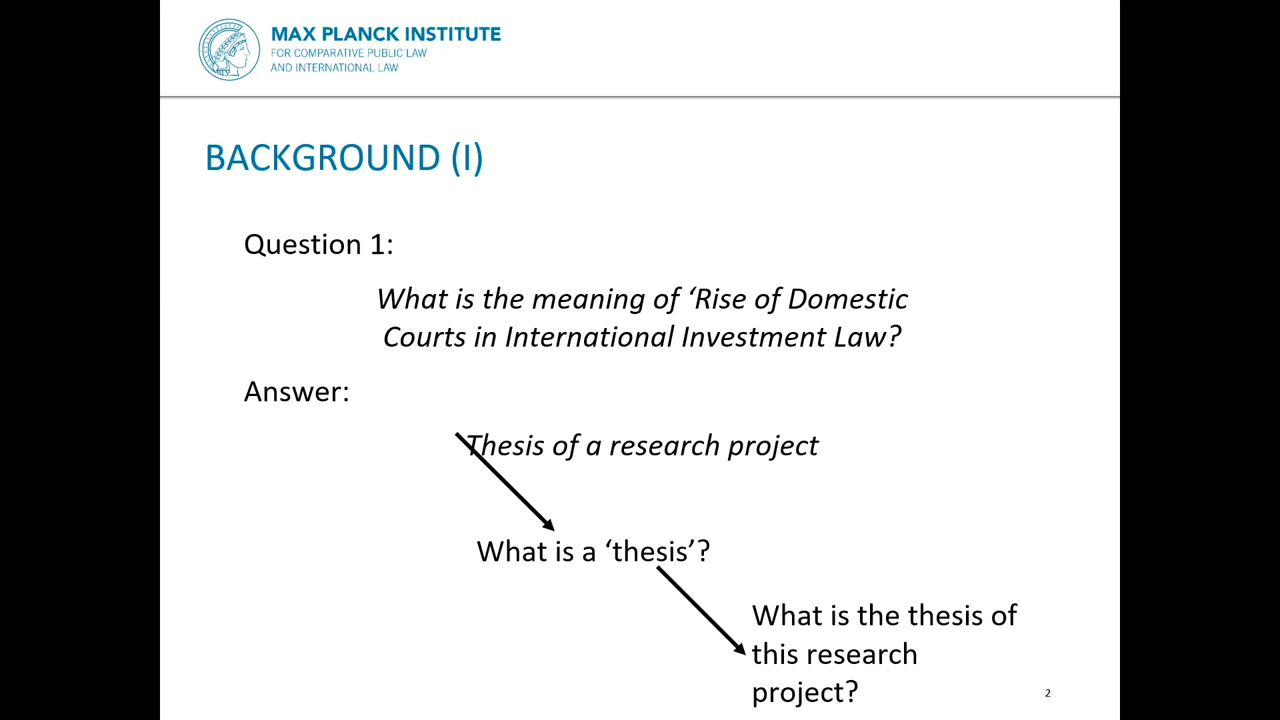 MAX PLANCK INSTITUTE
FOR COMPARATIVE PUBLIC LAW
AND INTERNATIONAL LAW
BACKGROUND (I)
Question 1:
What is the meaning of ‘Rise of Domestic
Courts in International Investment Law?
Answer:
Thesis of a research project
What is a ‘thesis’?
What is the thesis of
this research
project?
2